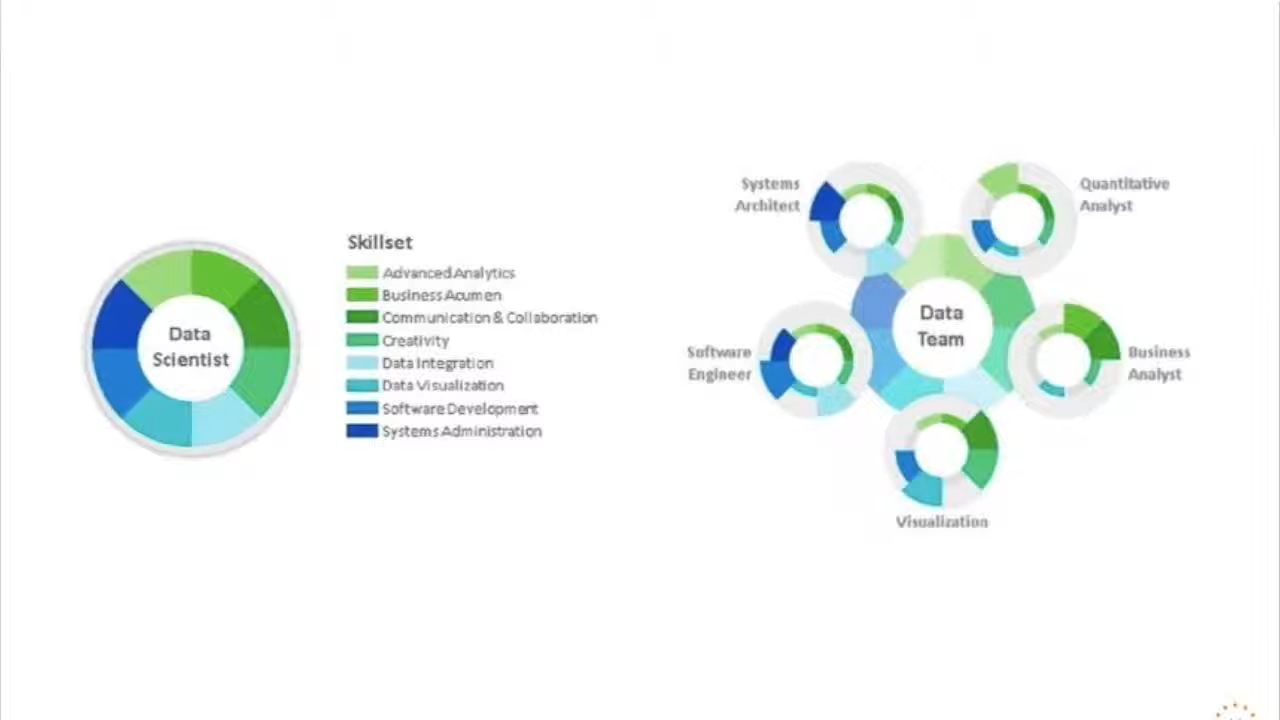 Data
Scientist
Skillset
Advanced Analytics
Business Acumen
Communication & Collaboration
Creativity
Data Integration
Data Visualization
Software Development
Systems Administration
Systems
Architect
Quantitative
Analyst
Data
Team
Software
Engineer
Business
Analyst
Visualization